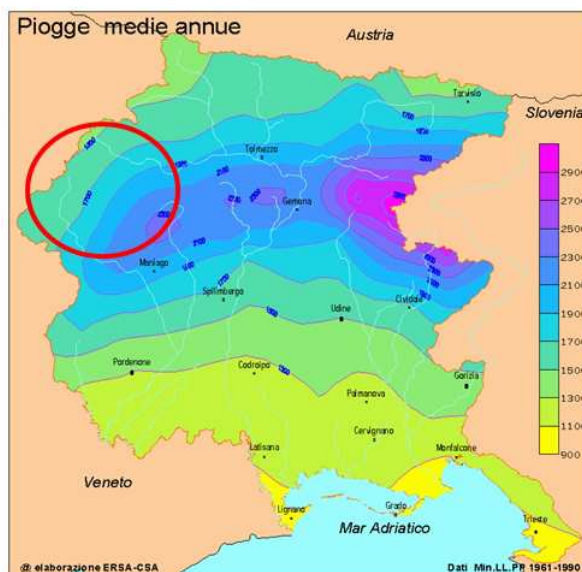 Piogge medie annue
Austria
Tarvisio
Slovenia
Tolmezzo
Gemona
Maniago
Spilimbergo
Cividale
Udine
Pordenone
Codroipo
Gorizia
Palmanova
Cervignano
Latisana
Monfalcone
Veneto
Lignano
Grado
Mar Adriatico
Trieste
2900
2700
2500
2300
2100
1900
1700
1500
1300
1100
900
@ elaborazione ERSA-CSA
Dati Min.LL.PP 1961-1990